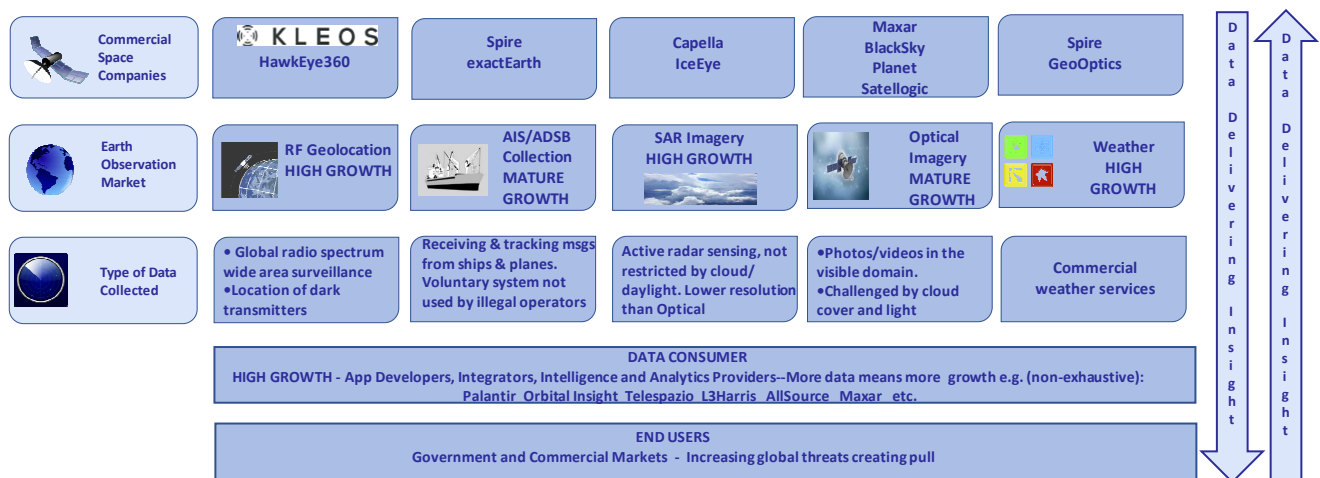 Commercial
Space
Companies
KLEOS
HawkEye360
Spire
exactEarth
Capella
IceEye
Maxar
BlackSky
Planet
Satellogic
Spire
GeoOptics
Earth
Observation
Market
RF Geolocation
HIGH GROWTH
AIS/ADSB
Collection
MATURE
GROWTH
SAR Imagery
HIGH GROWTH
Optical
Imagery
MATURE
GROWTH
Weather
HIGH
GROWTH
Type of Data
Collected
• Global radio spectrum
wide area surveillance
•Location of dark
transmitters
Receiving & tracking msgs
from ships & planes.
Voluntary system not
used by illegal operators
Active radar sensing, not
restricted by cloud/
daylight. Lower resolution
than Optical
•Photos/videos in the
visible domain.
•Challenged by cloud
cover and light
Commercial
weather services
DATA CONSUMER
HIGH GROWTH - App Developers, Integrators, Intelligence and Analytics Providers--More data means more growth e.g. (non-exhaustive):
Palantir Orbital Insight Telespazio L3Harris AllSource Maxar etc.
END USERS
Government and Commercial Markets - Increasing global threats creating pull
Data Delivering Insight
Data Delivering Insight